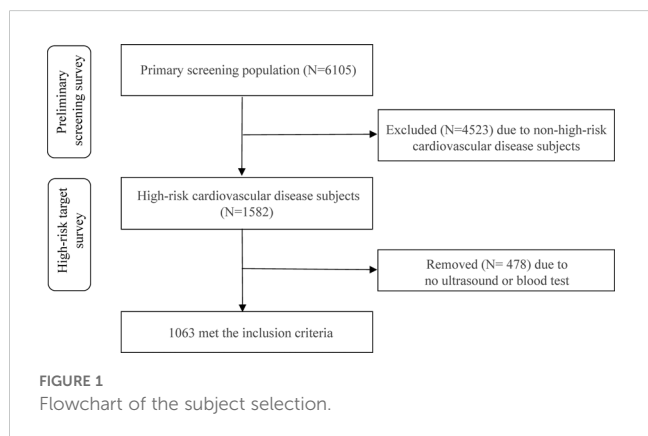 Preliminary
screening survey
Primary screening population (N=6105)
Excluded (N=4523) due to non-high-risk
cardiovascular disease subjects
High-risk target
survey
High-risk cardiovascular disease subjects
(N=1582)
Removed (N= 478) due to
no ultrasound or blood test
1063 met the inclusion criteria
FIGURE 1
Flowchart of the subject selection.